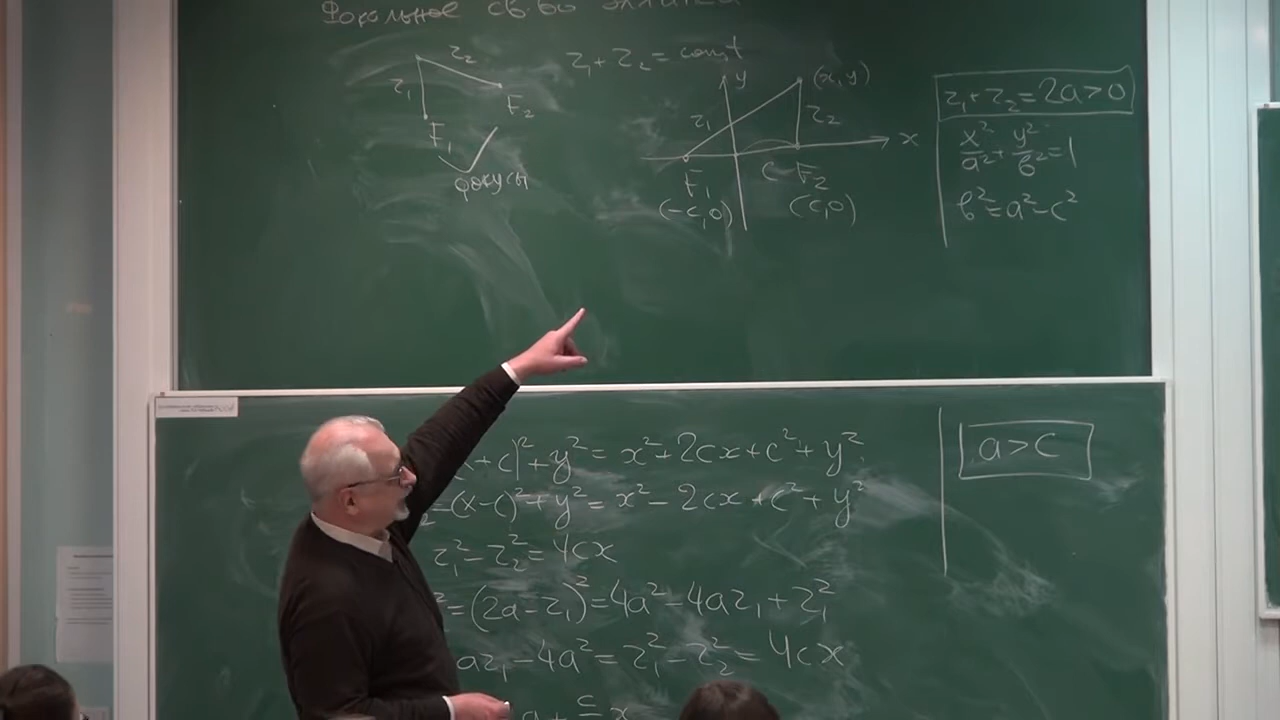 Фокальное св-во эллипса
r₂
r₁
F₂
F₁
фокусы
r₁ + r₂ = const
y
(x, y)
r₁
r₂
x
c
F₁
F₂
(-c, 0)
(c, 0)
r₁ + r₂ = 2a > 0
x²/a² + y²/b² = 1
b² = a² - c²
+c)² + y² = x² + 2cx + c² + y²
₂ = (x-c)² + y² = x² - 2cx + c² + y²
r₁² - r₂² = 4cx
² = (2a - r₁)² = 4a² - 4ar₁ + r₁²
ar₁ - 4a² = r₁² - r₂² = 4cx
a + c/ x
a > c